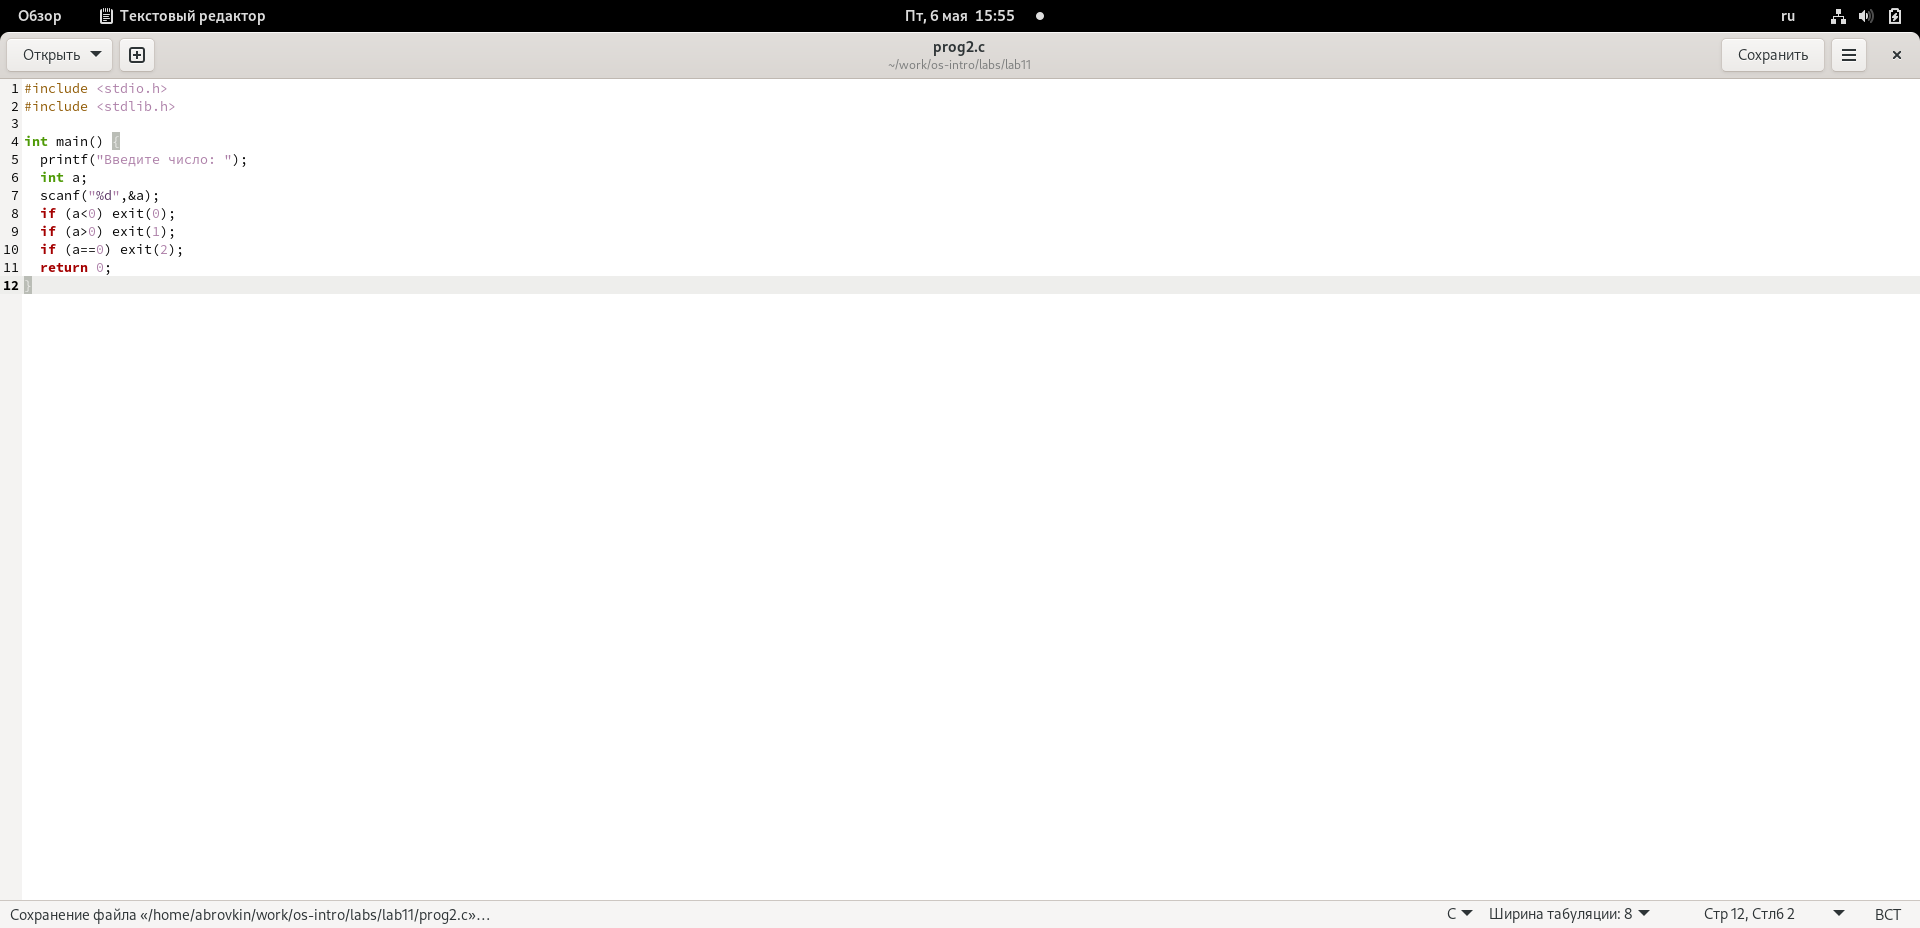 Обзор Текстовый редактор Пт, 6 мая 15:55 ru
Открыть prog2.c Сохранить
~/work/os-intro/labs/lab11
1 #include <stdio.h>
2 #include <stdlib.h>
3
4 int main() {
5   printf("Введите число: ");
6   int a;
7   scanf("%d",&a);
8   if (a<0) exit(0);
9   if (a>0) exit(1);
10   if (a==0) exit(2);
11   return 0;
12 }
Сохранение файла «/home/abrovkin/work/os-intro/labs/lab11/prog2.c»… C Ширина табуляции: 8 Стр 12, Стлб 2 ВСТ